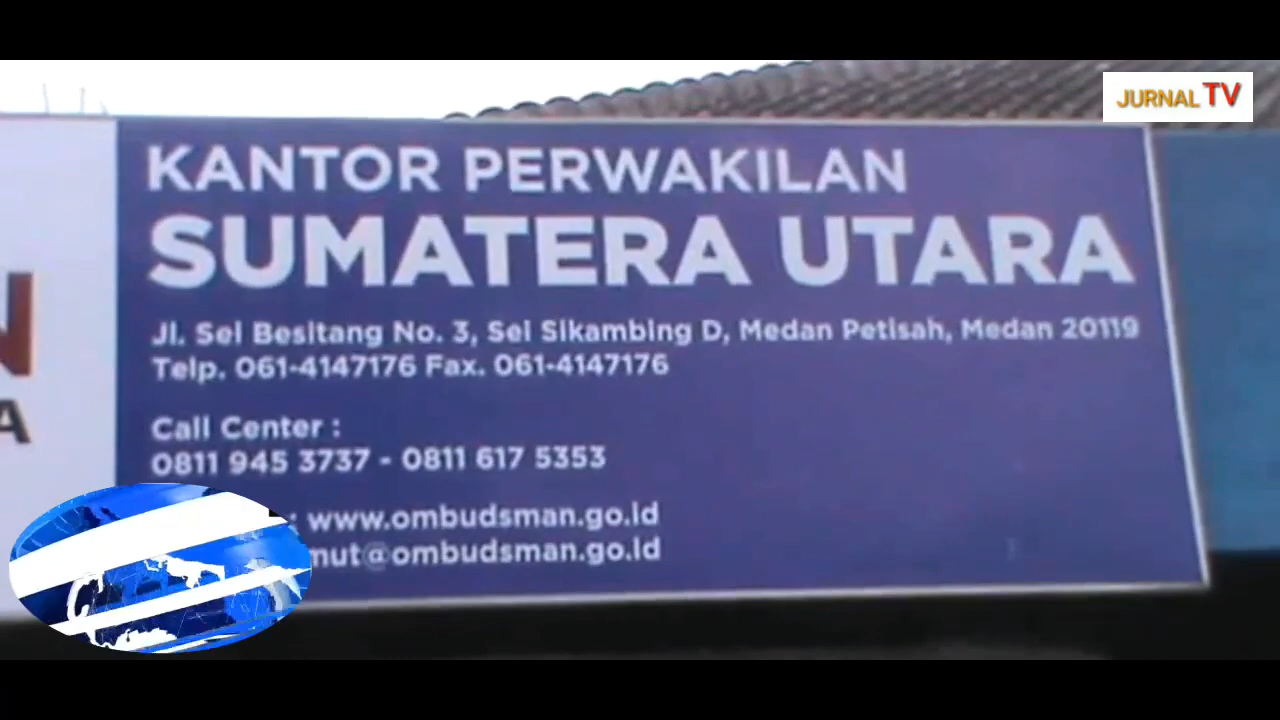 JURNAL TV
KANTOR PERWAKILAN
SUMATERA UTARA
Jl. Sei Besitang No. 3, Sei Sikambing D, Medan Petisah, Medan 20119
Telp. 061-4147176 Fax. 061-4147176
Call Center :
0811 945 3737 - 0811 617 5353
: www.ombudsman.go.id
mut@ombudsman.go.id
N
A